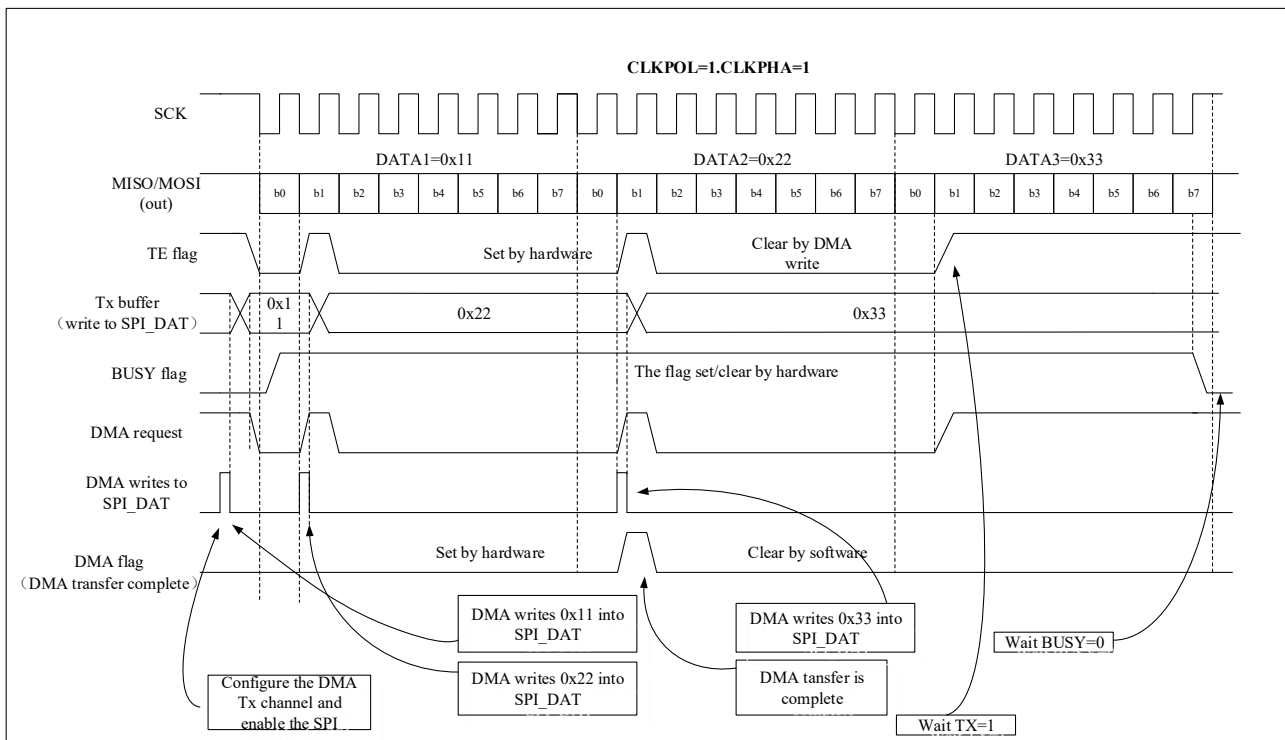 CLKPOL=1.CLKPHA=1
SCK
DATA1=0x11
DATA2=0x22
DATA3=0x33
MISO/MOSI
(out)
b0 b1 b2 b3 b4 b5 b6 b7 b0 b1 b2 b3 b4 b5 b6 b7 b0 b1 b2 b3 b4 b5 b6 b7
TE flag
Set by hardware
Clear by DMA
write
Tx buffer
（write to SPI_DAT）
0x1
1
0x22
0x33
BUSY flag
The flag set/clear by hardware
DMA request
DMA writes to
SPI_DAT
DMA flag
（DMA transfer complete）
Set by hardware
Clear by software
DMA writes 0x11 into
SPI_DAT
DMA writes 0x33 into
SPI_DAT
Wait BUSY=0
Configure the DMA
Tx channel and
enable the SPI
DMA writes 0x22 into
SPI_DAT
DMA tansfer is
complete
Wait TX=1